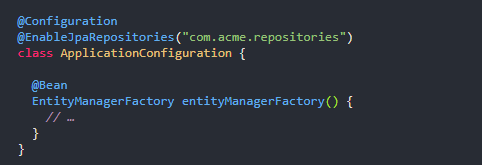 @Configuration
@EnableJpaRepositories("com.acme.repositories")
class ApplicationConfiguration {
@Bean
EntityManagerFactory entityManagerFactory() {
// …
}
}